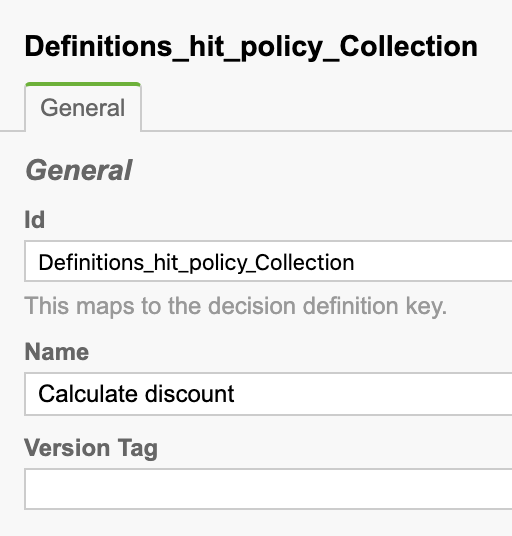 Definitions_hit_policy_Collection
General
General
Id
Definitions_hit_policy_Collection
This maps to the decision definition key.
Name
Calculate discount
Version Tag